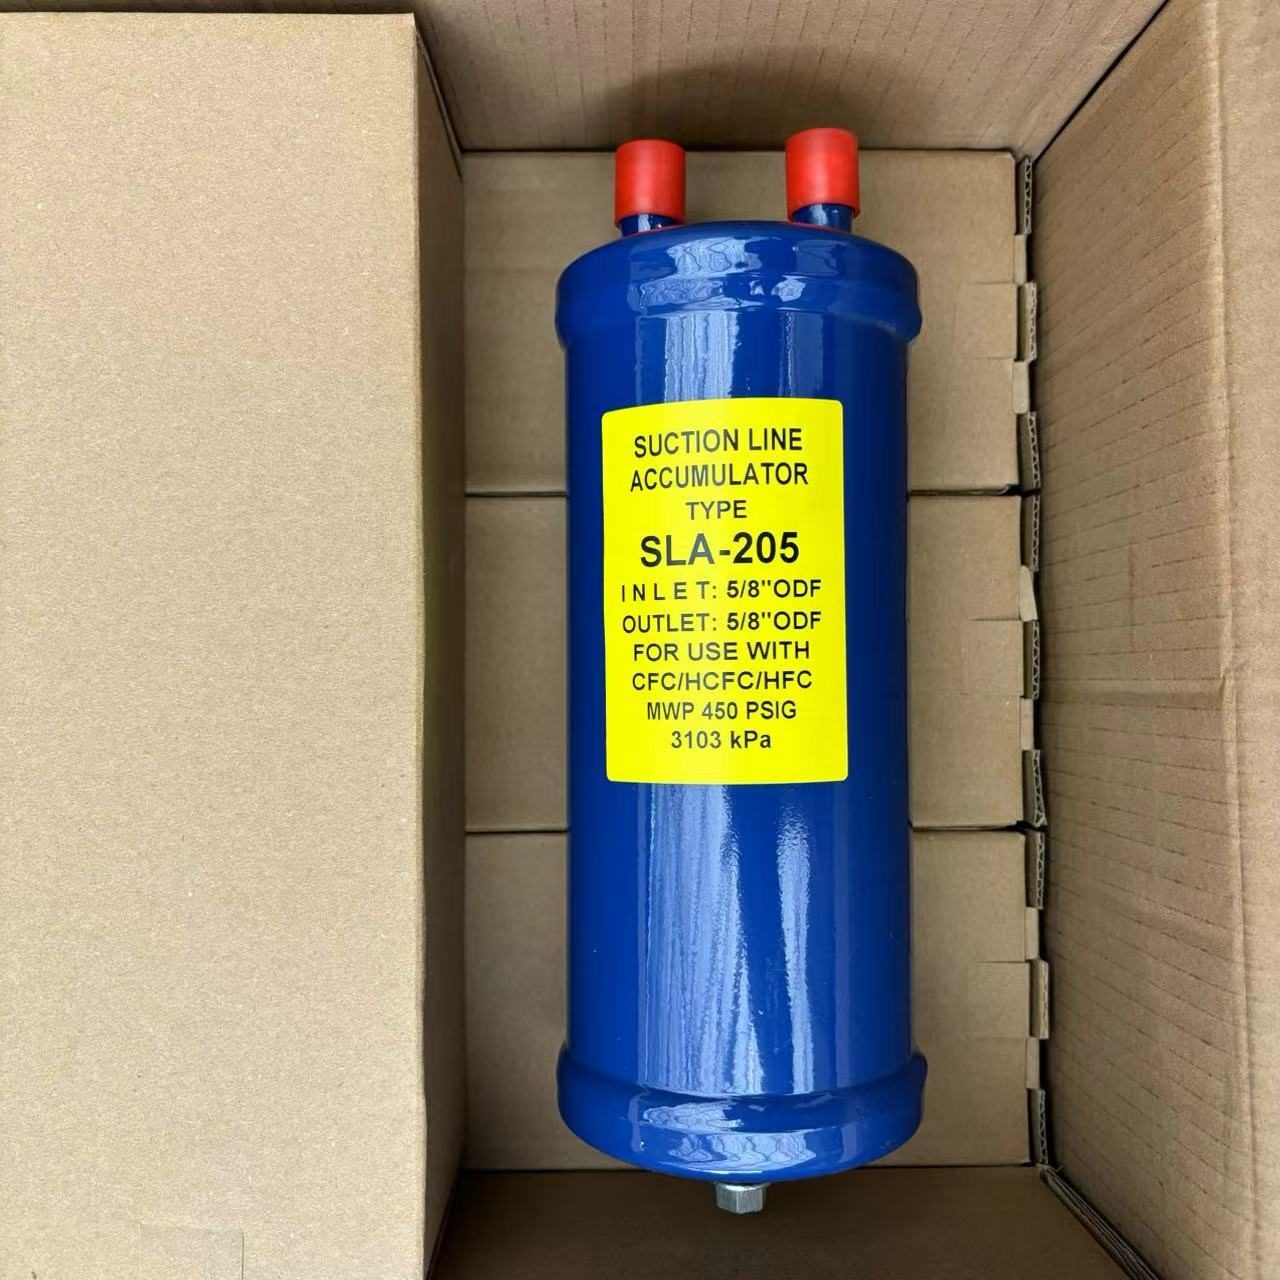 SUCTION LINE
ACCUMULATOR
TYPE
SLA-205
INLET: 5/8"ODF
OUTLET: 5/8"ODF
FOR USE WITH
CFC/HCFC/HFC
MWP 450 PSIG
3103 kPa